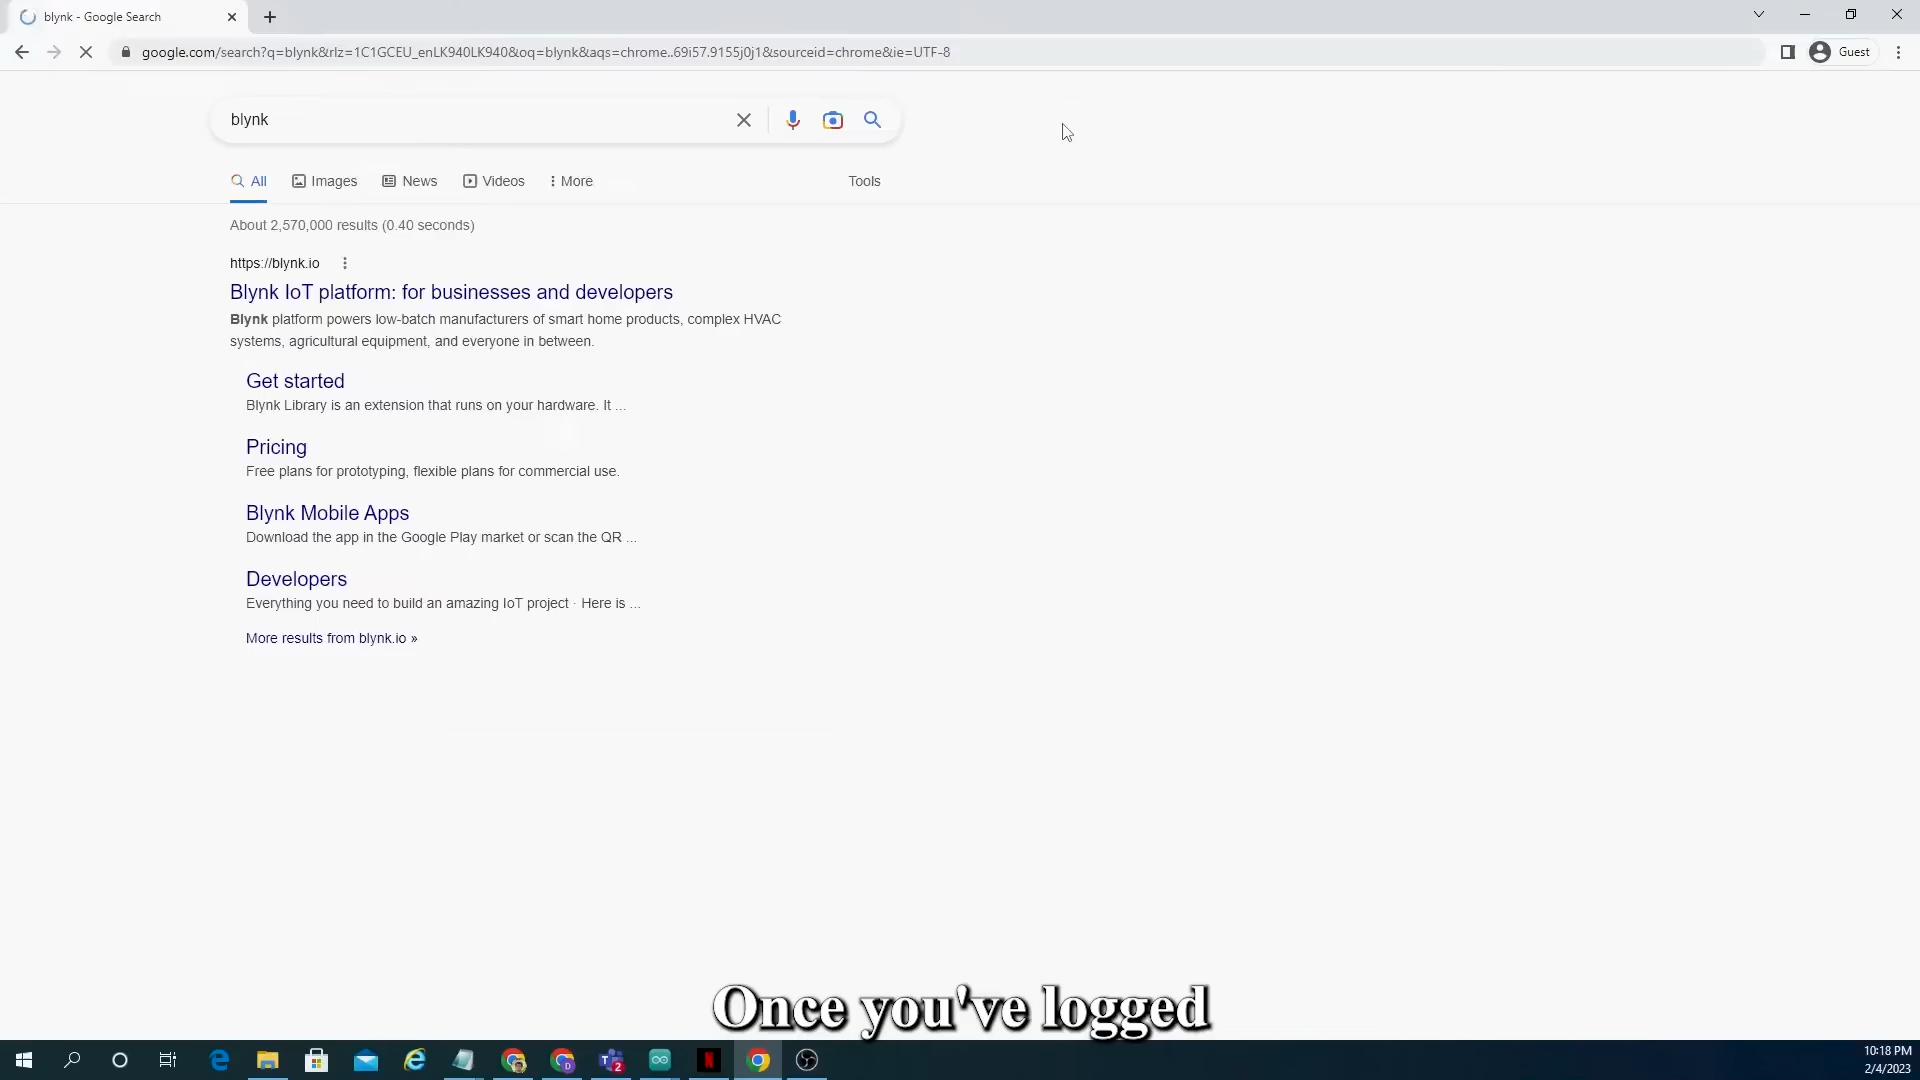 blynk - Google Search
google.com/search?q=blynk&rlz=1C1GCEU_enLK940LK940&oq=blynk&aqs=chrome..69i57.9155j0j1&sourceid=chrome&ie=UTF-8
Guest
blynk
All Images News Videos More Tools
About 2,570,000 results (0.40 seconds)
https://blynk.io
Blynk IoT platform: for businesses and developers
Blynk platform powers low-batch manufacturers of smart home products, complex HVAC
systems, agricultural equipment, and everyone in between.
Get started
Blynk Library is an extension that runs on your hardware. It ...
Pricing
Free plans for prototyping, flexible plans for commercial use.
Blynk Mobile Apps
Download the app in the Google Play market or scan the QR ...
Developers
Everything you need to build an amazing IoT project · Here is ...
More results from blynk.io »
Once you've logged
D
T
2
N
10:18 PM
2/4/2023